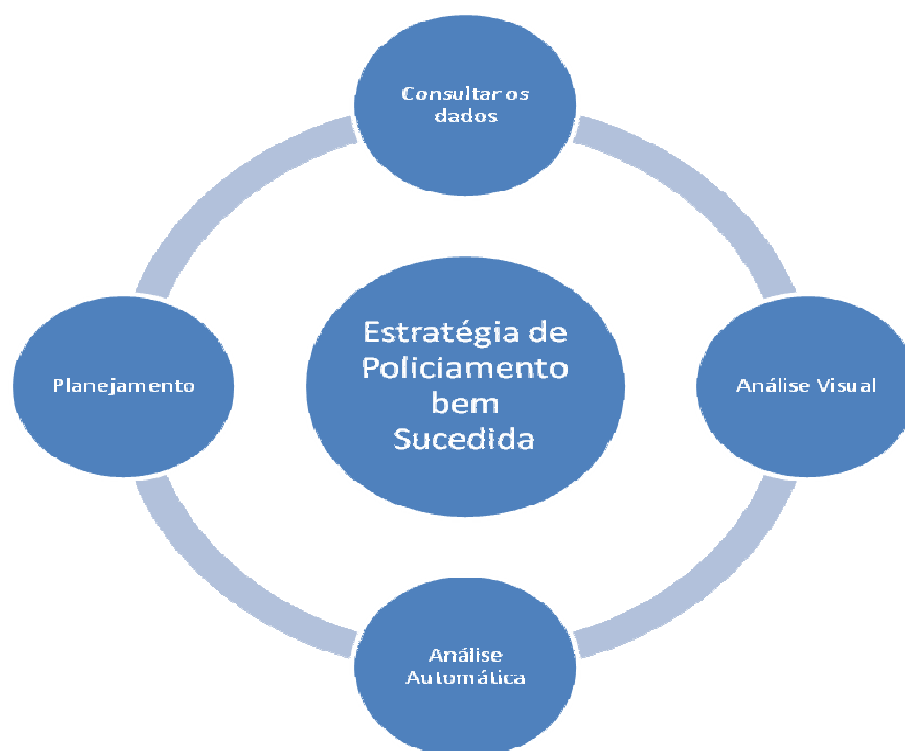 Consultar os
dados
Estratégia de
Policiamento
bem
Sucedida
Planejamento
Análise Visual
Análise
Automática